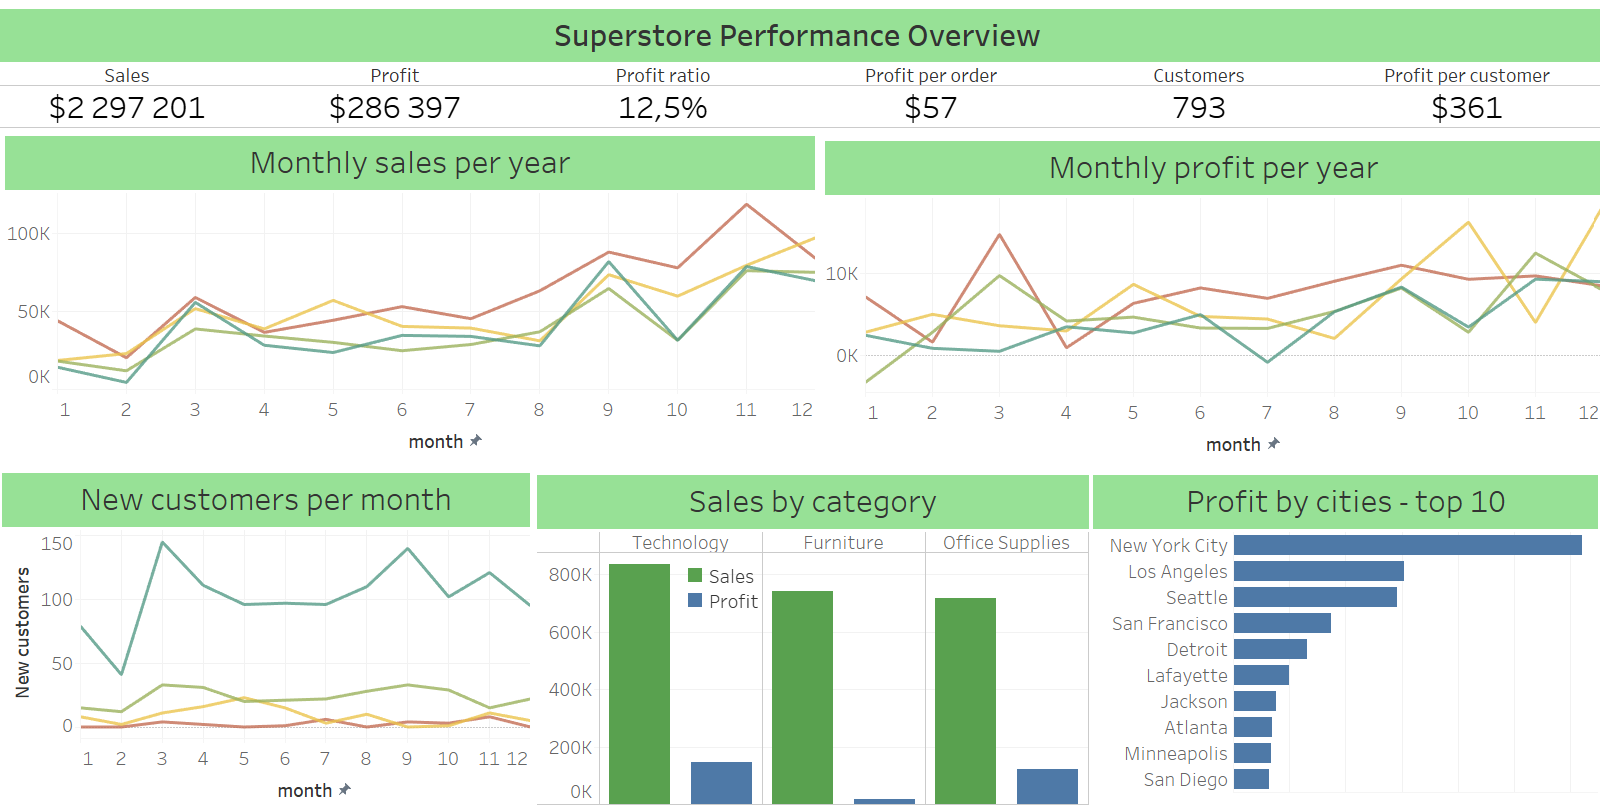 Superstore Performance Overview
Sales Profit Profit ratio Profit per order Customers Profit per customer
$2 297 201 $286 397 12,5% $57 793 $361
Monthly sales per year
100K
50K
0K
1 2 3 4 5 6 7 8 9 10 11 12
month
Monthly profit per year
10K
0K
1 2 3 4 5 6 7 8 9 10 11 12
month
New customers per month
New customers
150
100
50
0
1 2 3 4 5 6 7 8 9 10 11 12
month
Sales by category
Technology Furniture Office Supplies
Sales
Profit
800K
600K
400K
200K
0K
Profit by cities - top 10
New York City
Los Angeles
Seattle
San Francisco
Detroit
Lafayette
Jackson
Atlanta
Minneapolis
San Diego